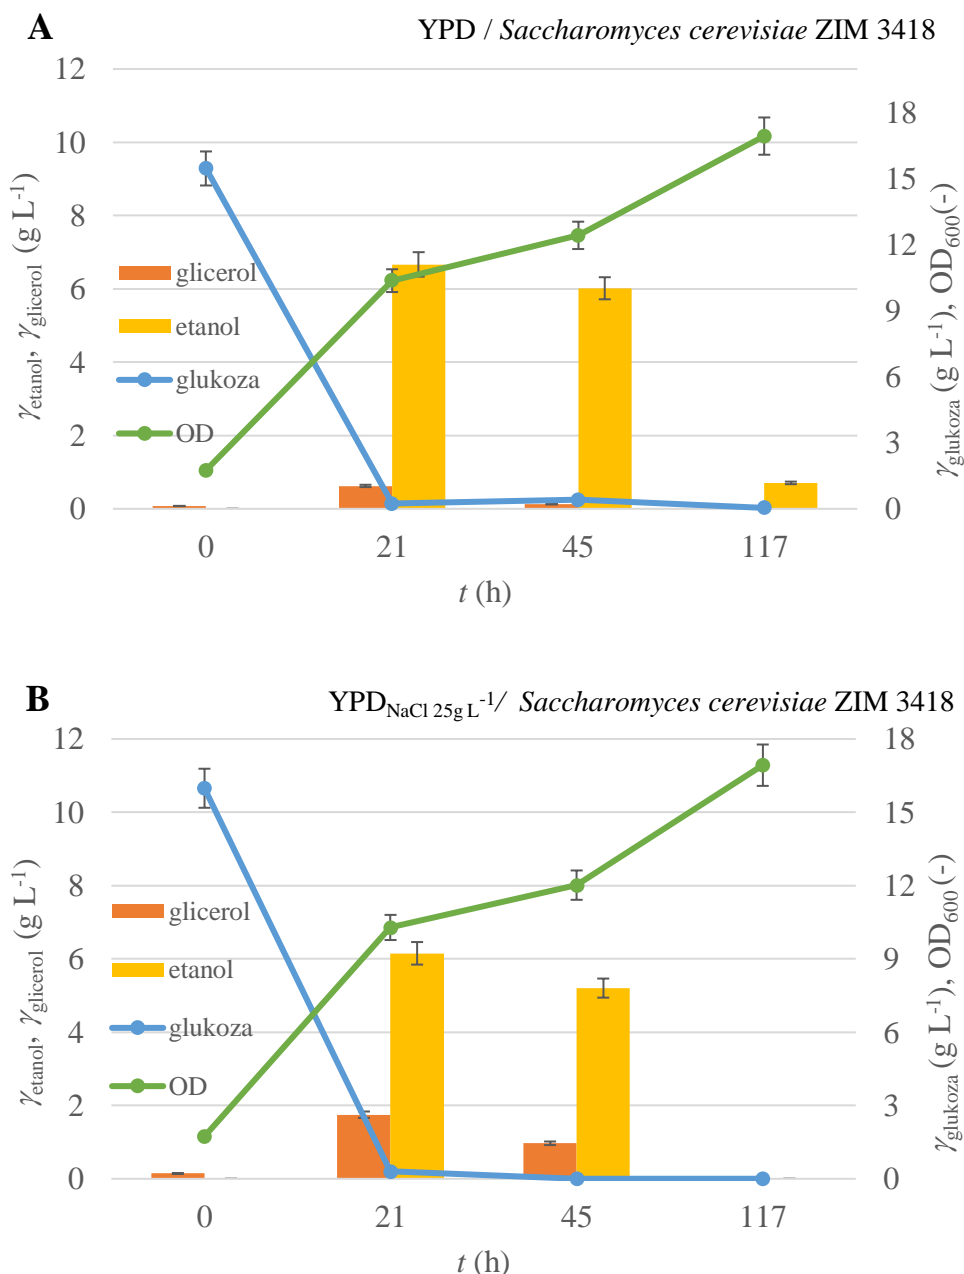 A
YPD / Saccharomyces cerevisiae ZIM 3418
12
10
8
6
4
2
0
γetanol, γglicerol (g L-1)
glicerol
etanol
glukoza
OD
18
15
12
9
6
3
0
γglukoza (g L-1), OD600(-)
0 21 45 117
t (h)
B
YPDNaCl 25g L-1/ Saccharomyces cerevisiae ZIM 3418
12
10
8
6
4
2
0
γetanol, γglicerol (g L-1)
glicerol
etanol
glukoza
OD
18
15
12
9
6
3
0
γglukoza (g L-1), OD600(-)
0 21 45 117
t (h)